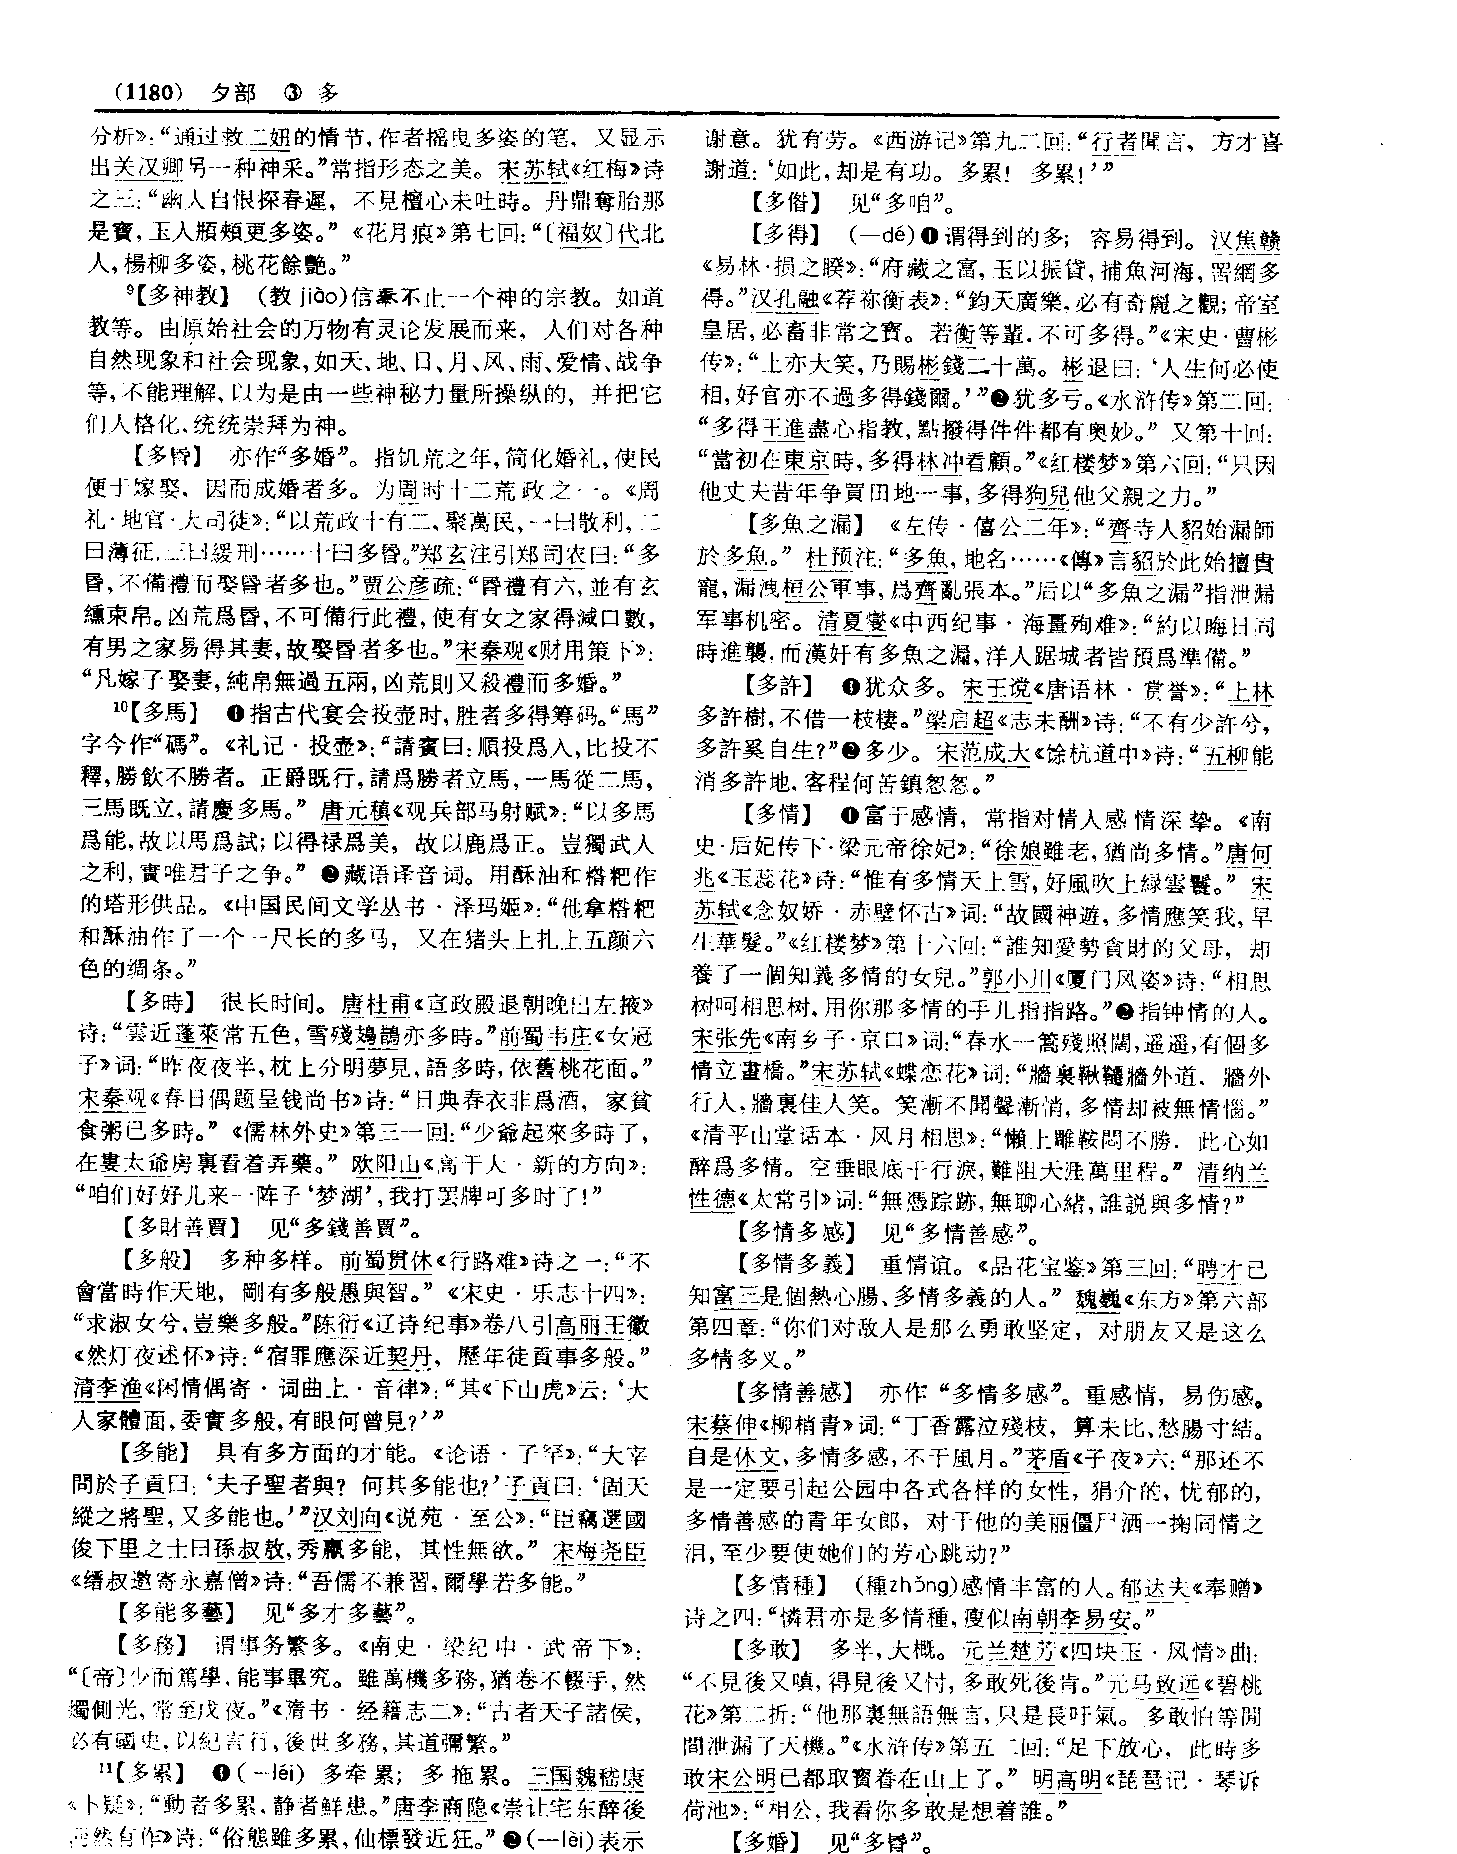 (1180) 夕部 ③ 多
分析》：“通过救二妞的情节，作者摇曳多姿的笔，又显示
出关汉卿另一种神采。”常指形态之美。宋苏轼《红梅》诗
之三：“幽人自恨探春遲，不見檀心未吐時。丹鼎奪胎那
是寶，玉人頩頰更多姿。”《花月痕》第七回：“〔福奴〕代北
人，楊柳多姿，桃花餘艷。”
⁹【多神教】（教 jiào）信奉不止一个神的宗教。如道
教等。由原始社会的万物有灵论发展而来，人们对各种
自然现象和社会现象，如天、地、日、月、风、雨、爱情、战争
等，不能理解，以为是由一些神秘力量所操纵的，并把它
们人格化，统统崇拜为神。
【多昏】 亦作“多婚”。指饥荒之年，简化婚礼，使民
便于嫁娶，因而成婚者多。为周时十二荒政之一。《周
礼·地官·大司徒》：“以荒政十有二，聚萬民，一曰散利，二
曰薄征，三曰緩刑……十曰多昏。”郑玄注引郑司农曰：“多
昏，不備禮而娶昏者多也。”贾公彦疏：“昏禮有六，並有玄
纁束帛。凶荒爲昏，不可備行此禮，使有女之家得減口數，
有男之家易得其妻，故娶昏者多也。”宋秦观《财用策下》：
“凡嫁子娶妻，純帛無過五兩，凶荒則又殺禮而多婚。”
¹⁰【多馬】 ❶指古代宴会投壶时，胜者多得筹码。“馬”
字今作“碼”。《礼记·投壶》：“請賓曰：順投爲入，比投不
釋，勝飲不勝者。正爵既行，請爲勝者立馬，一馬從二馬，
三馬既立，請慶多馬。”唐元稹《观兵部马射赋》：“以多馬
爲能，故以馬爲試；以得禄爲美，故以鹿爲正。豈獨武人
之利，實唯君子之争。”❷藏语译音词。用酥油和糌粑作
的塔形供品。《中国民间文学丛书·泽玛姬》：“他拿糌粑
和酥油作了一个一尺长的多马，又在猪头上扎上五颜六
色的绸条。”
【多時】 很长时间。唐杜甫《宣政殿退朝晚出左掖》
诗：“雲近蓬萊常五色，雪殘鳷鵲亦多時。”前蜀韦庄《女冠
子》词：“昨夜夜半，枕上分明夢見，語多時，依舊桃花面。”
宋秦观《春日偶题呈钱尚书》诗：“日典春衣非爲酒，家貧
食粥已多時。”《儒林外史》第三一回：“少爺起來多時了，
在婁太爺房裏看着弄藥。”欧阳山《高干大·新的方向》：
“咱们好好儿来一阵子‘梦湖’，我打罢牌可多时了！”
【多財善賈】 见“多錢善賈”。
【多般】 多种多样。前蜀贯休《行路难》诗之一：“不
會當時作天地，剛有多般愚與智。”《宋史·乐志十四》：
“求淑女兮，豈樂多般。”陈衍《辽诗纪事》卷八引高丽王徽
《然灯夜述怀》诗：“宿罪應深近契丹，歷年徒貢事多般。”
清李渔《闲情偶寄·词曲上·音律》：“其《下山虎》云：‘大
人家體面，委實多般，有眼何曾見？’”
【多能】 具有多方面的才能。《论语·子罕》：“大宰
問於子貢曰：‘夫子聖者與？何其多能也？’子貢曰：‘固天
縱之將聖，又多能也。’”汉刘向《说苑·至公》：“臣竊選國
俊下里之士曰孫叔敖，秀羸多能，其性無欲。”宋梅尧臣
《缙叔邀寄永嘉僧》诗：“吾儒不兼習，爾學若多能。”
【多能多藝】 见“多才多藝”。
【多務】 谓事务繁多。《南史·梁纪中·武帝下》：
“〔帝〕少而篤學，能事畢究。雖萬機多務，猶卷不輟手，然
燭側光，常至戊夜。”《隋书·经籍志二》：“古者天子諸侯，
必有國史，以紀言行，後世多務，其道彌繁。”
¹¹【多累】 ❶（—léi） 多牵累；多拖累。三国魏嵇康
《卜疑》：“動者多累，静者鮮患。”唐李商隐《崇让宅东醉後
沔然有作》诗：“俗態雖多累，仙標發近狂。”❷（—lèi）表示
謝意。犹有劳。《西游记》第九二回：“行者聞言，方才喜
謝道：‘如此，却是有功。多累！多累！’”
【多偺】 见“多咱”。
【多得】 （—dé）❶谓得到的多；容易得到。汉焦赣
《易林·损之睽》：“府藏之富，玉以振貸，捕魚河海，罟網多
得。”汉孔融《荐祢衡表》：“鈞天廣樂，必有奇麗之觀；帝室
皇居，必畜非常之寶。若衡等輩，不可多得。”《宋史·曹彬
传》：“上亦大笑，乃賜彬錢二十萬。彬退曰：‘人生何必使
相，好官亦不過多得錢爾。’”❷犹多亏。《水浒传》第二回：
“多得王進盡心指教，點撥得件件都有奥妙。”又第十回：
“當初在東京時，多得林冲看顧。”《红楼梦》第六回：“只因
他丈夫昔年争買田地一事，多得狗兒他父親之力。”
【多魚之漏】 《左传·僖公二年》：“齊寺人貂始漏師
於多魚。”杜预注：“多魚，地名……《傳》言貂於此始擅貴
寵，漏洩桓公軍事，爲齊亂張本。”后以“多魚之漏”指泄漏
军事机密。清夏燮《中西纪事·海畺殉难》：“約以晦日同
時進襲，而漢奸有多魚之漏，洋人踞城者皆預爲準備。”
【多許】 ❶犹众多。宋王谠《唐语林·赏誉》：“上林
多許樹，不借一枝棲。”梁启超《志未酬》诗：“不有少許兮，
多許奚自生？”❷多少。宋范成大《馀杭道中》诗：“五柳能
消多許地，客程何苦鎮怱怱。”
【多情】 ❶富于感情，常指对情人感情深挚。《南
史·后妃传下·梁元帝徐妃》：“徐娘雖老，猶尚多情。”唐何
兆《玉蕊花》诗：“惟有多情天上雪，好風吹上緑雲鬟。”宋
苏轼《念奴娇·赤壁怀古》词：“故國神遊，多情應笑我，早
生華髮。”《红楼梦》第十六回：“誰知愛勢貪財的父母，却
養了一個知義多情的女兒。”郭小川《厦门风姿》诗：“相思
树呵相思树，用你那多情的手儿指指路。”❷指钟情的人。
宋张先《南乡子·京口》词：“春水一篙殘照闊，遥遥，有個多
情立畫橋。”宋苏轼《蝶恋花》词：“牆裏鞦韆牆外道，牆外
行人，牆裏佳人笑。笑漸不聞聲漸悄，多情却被無情惱。”
《清平山堂话本·风月相思》：“懶上雕鞍悶不勝，此心如
醉爲多情。空垂眼底千行淚，難阻天涯萬里程。”清纳兰
性德《太常引》词：“無憑踪跡，無聊心緒，誰説與多情？”
【多情多感】 见“多情善感”。
【多情多義】 重情谊。《品花宝鉴》第三回：“聘才已
知富三是個熱心腸、多情多義的人。”魏巍《东方》第六部
第四章：“你们对敌人是那么勇敢坚定，对朋友又是这么
多情多义。”
【多情善感】 亦作“多情多感”。重感情，易伤感。
宋蔡伸《柳梢青》词：“丁香露泣殘枝，算未比，愁腸寸結。
自是休文，多情多感，不干風月。”茅盾《子夜》六：“那还不
是一定要引起公园中各式各样的女性，狷介的，忧郁的，
多情善感的青年女郎，对于他的美丽僵尸洒一掬同情之
泪，至少要使她们的芳心跳动？”
【多情種】 （種zhǒng）感情丰富的人。郁达夫《奉赠》
诗之四：“憐君亦是多情種，瘦似南朝李易安。”
【多敢】 多半，大概。元兰楚芳《四块玉·风情》曲：
“不見後又嗔，得見後又忖，多敢死後肯。”元马致远《碧桃
花》第二折：“他那裏無語無言，只是長吁氣。多敢怕等閒
間泄漏了天機。”《水浒传》第五二回：“足下放心，此時多
敢宋公明已都取寶眷在山上了。”明高明《琵琶记·琴诉
荷池》：“相公，我看你多敢是想着誰。”
【多婚】 见“多昏”。